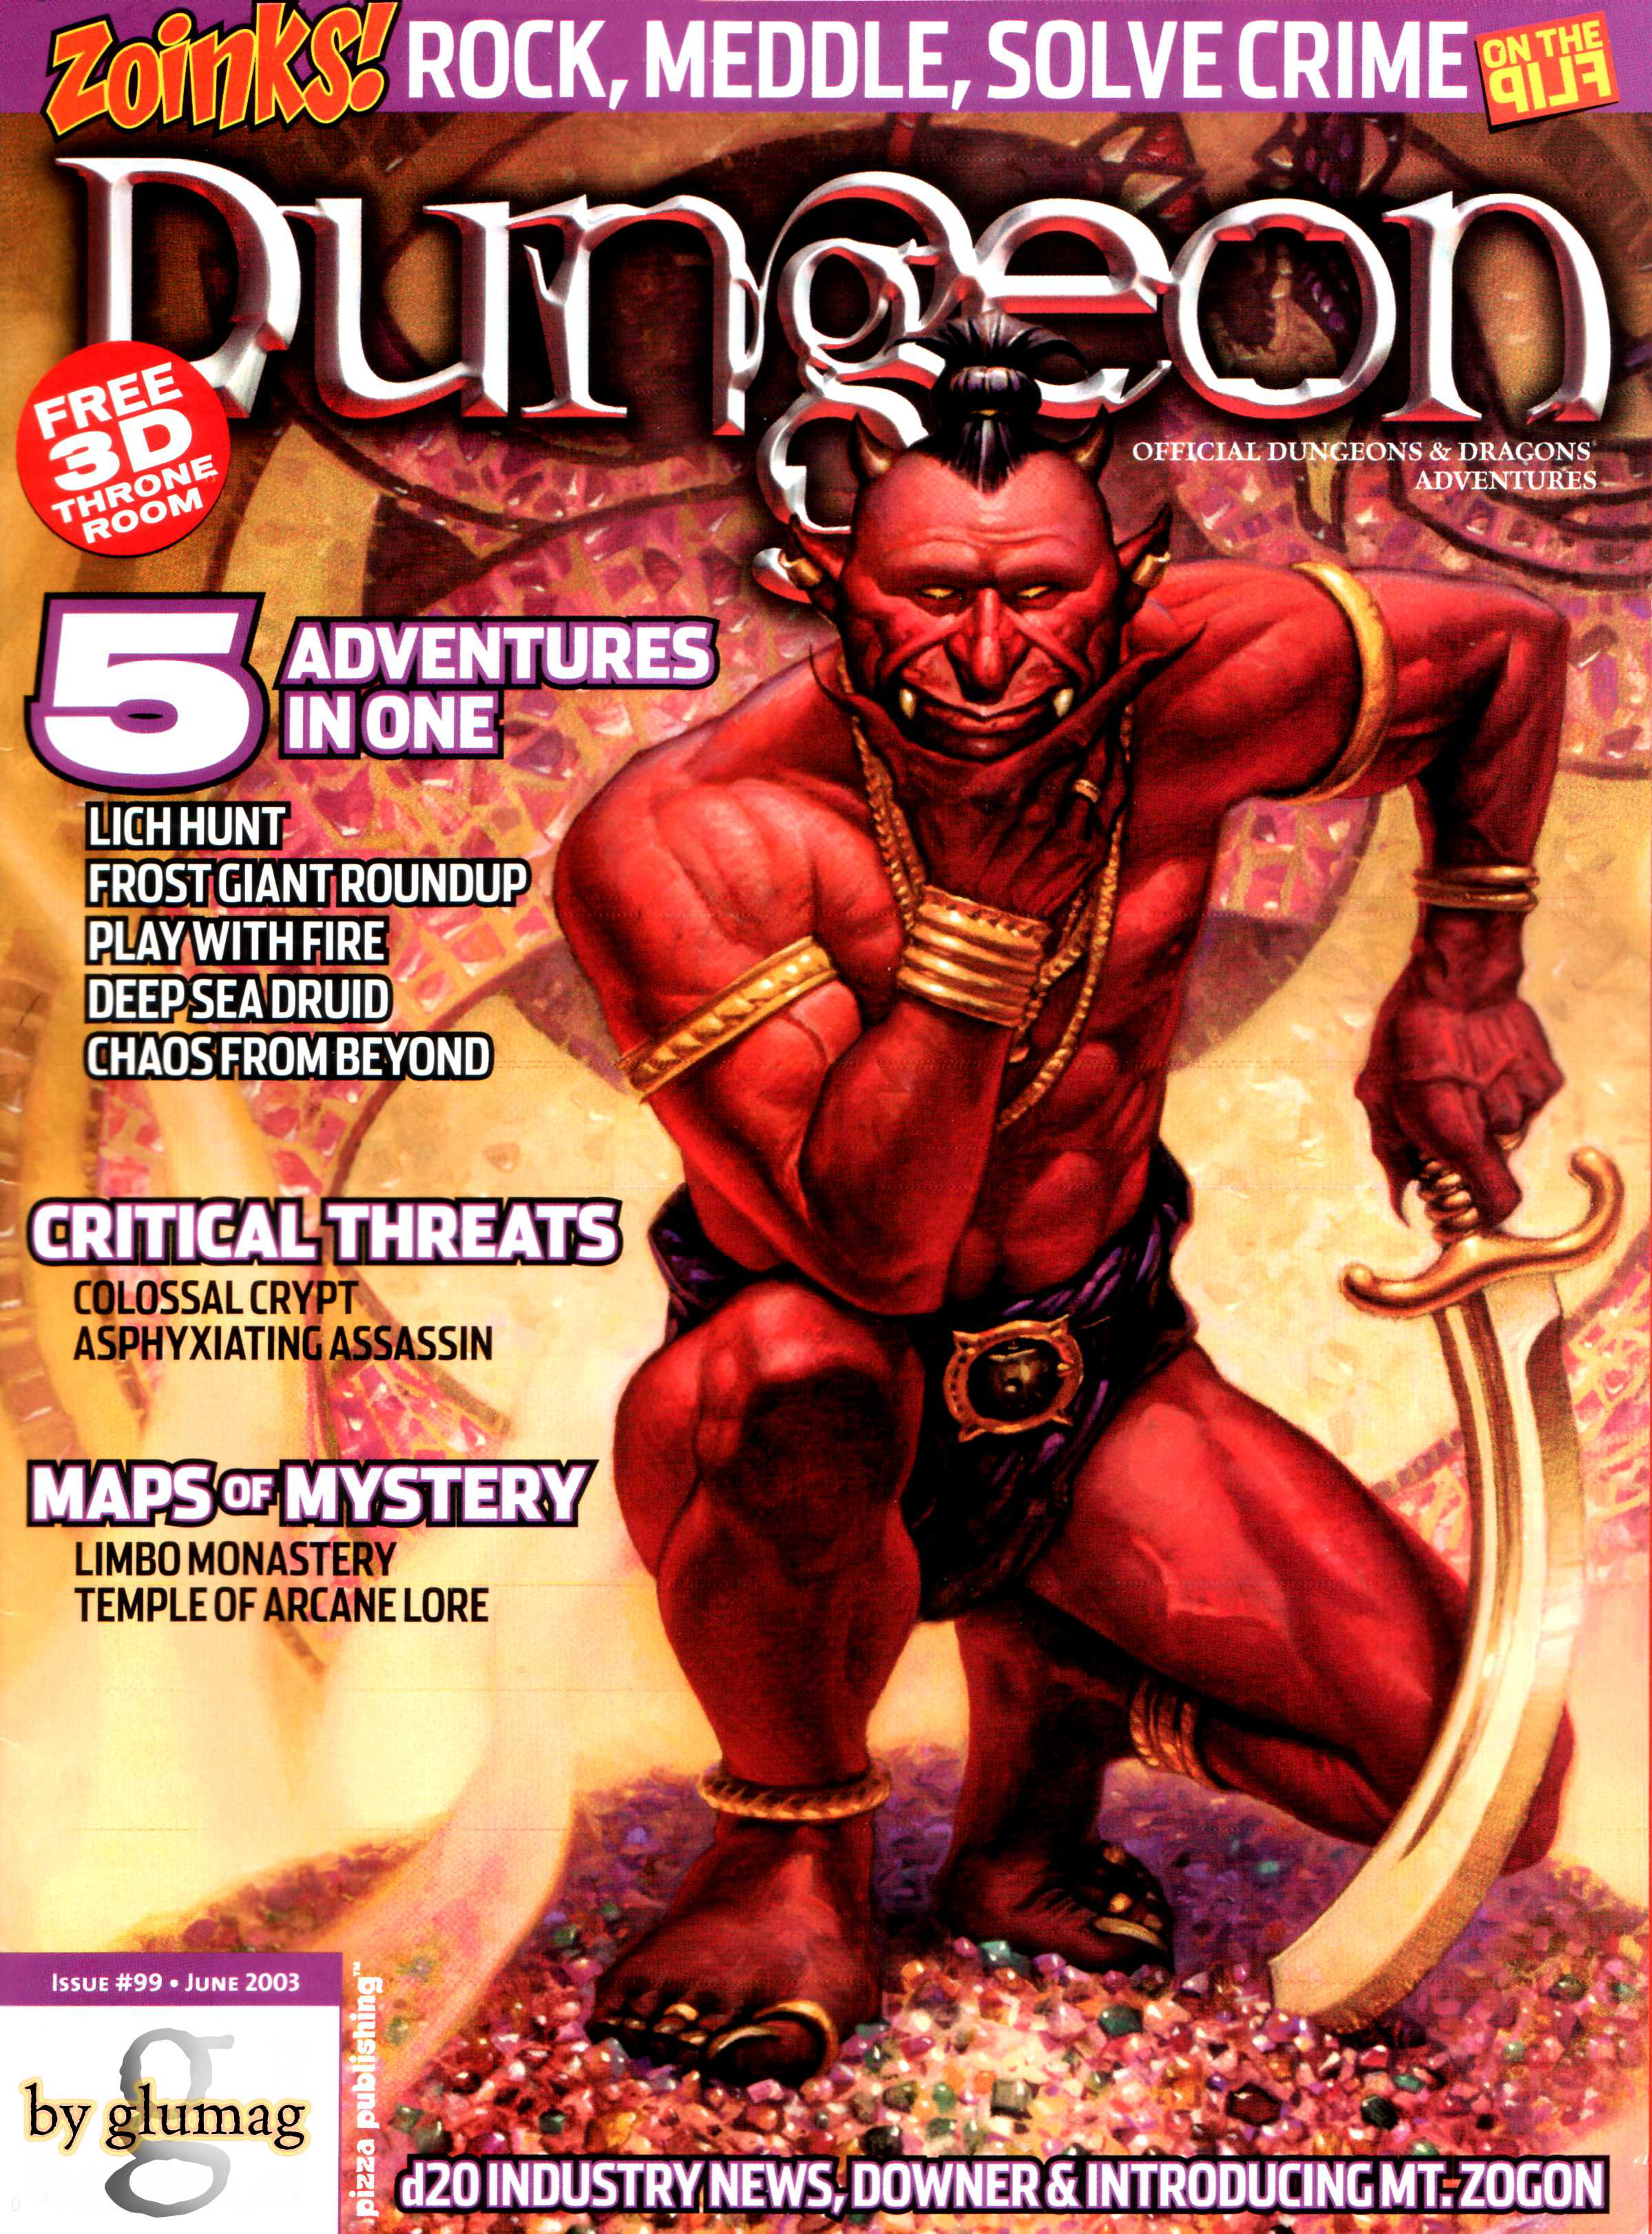 Zoinks! ROCK, MEDDLE, SOLVE CRIME
ON THE
FLIP
Dungeon
OFFICIAL DUNGEONS & DRAGONS
ADVENTURES
FREE
3D
THRONE
ROOM
5 ADVENTURES
IN ONE
LICH HUNT
FROST GIANT ROUNDUP
PLAY WITH FIRE
DEEP SEA DRUID
CHAOS FROM BEYOND
CRITICAL THREATS
COLOSSAL CRYPT
ASPHYXIATING ASSASSIN
MAPS OF MYSTERY
LIMBO MONASTERY
TEMPLE OF ARCANE LORE
ISSUE #99 • JUNE 2003
g
by glumag
pizza publishing™
d20 INDUSTRY NEWS, DOWNER & INTRODUCING MT. ZOGON